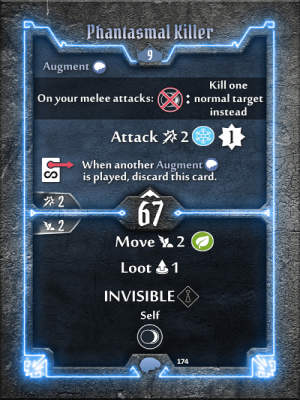 Phantasmal Killer
9
Augment
On your melee attacks: : Kill one
normal target
instead
Attack 2 1
When another Augment
is played, discard this card.
2
67
2
Move 2
Loot 1
INVISIBLE
Self
174